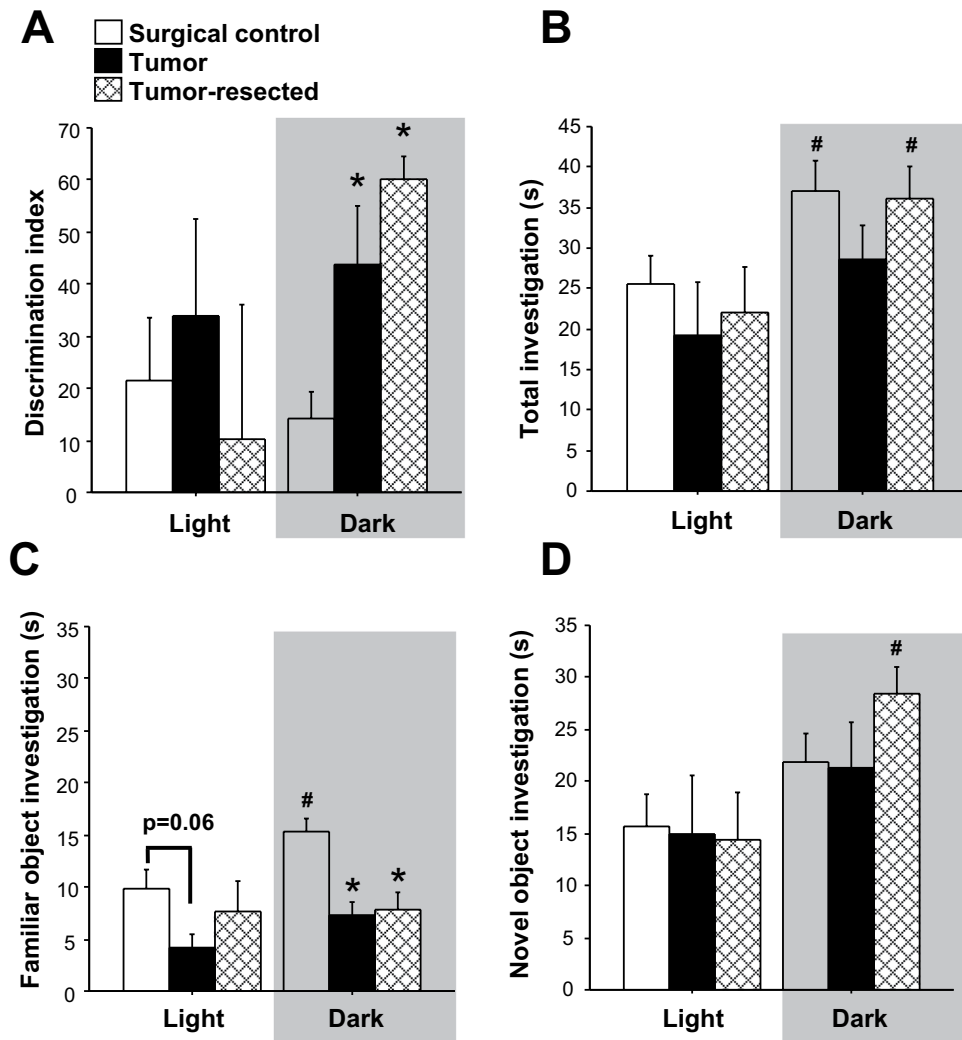 A
Surgical control
Tumor
Tumor-resected
Discrimination index
70
60
50
40
30
20
10
0
*
*
Light
Dark
B
Total investigation (s)
45
40
35
30
25
20
15
10
5
0
#
#
Light
Dark
C
Familiar object investigation (s)
35
30
25
20
15
10
5
0
p=0.06
#
*
*
Light
Dark
D
Novel object investigation (s)
35
30
25
20
15
10
5
0
#
Light
Dark